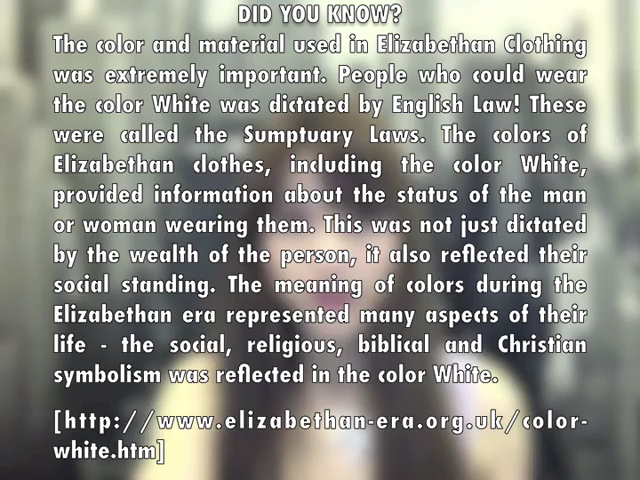 DID YOU KNOW?
The color and material used in Elizabethan Clothing
was extremely important. People who could wear
the color White was dictated by English Law! These
were called the Sumptuary Laws. The colors of
Elizabethan clothes, including the color White,
provided information about the status of the man
or woman wearing them. This was not just dictated
by the wealth of the person, it also reflected their
social standing. The meaning of colors during the
Elizabethan era represented many aspects of their
life - the social, religious, biblical and Christian
symbolism was reflected in the color White.
[http://www.elizabethan-era.org.uk/color-
white.htm]